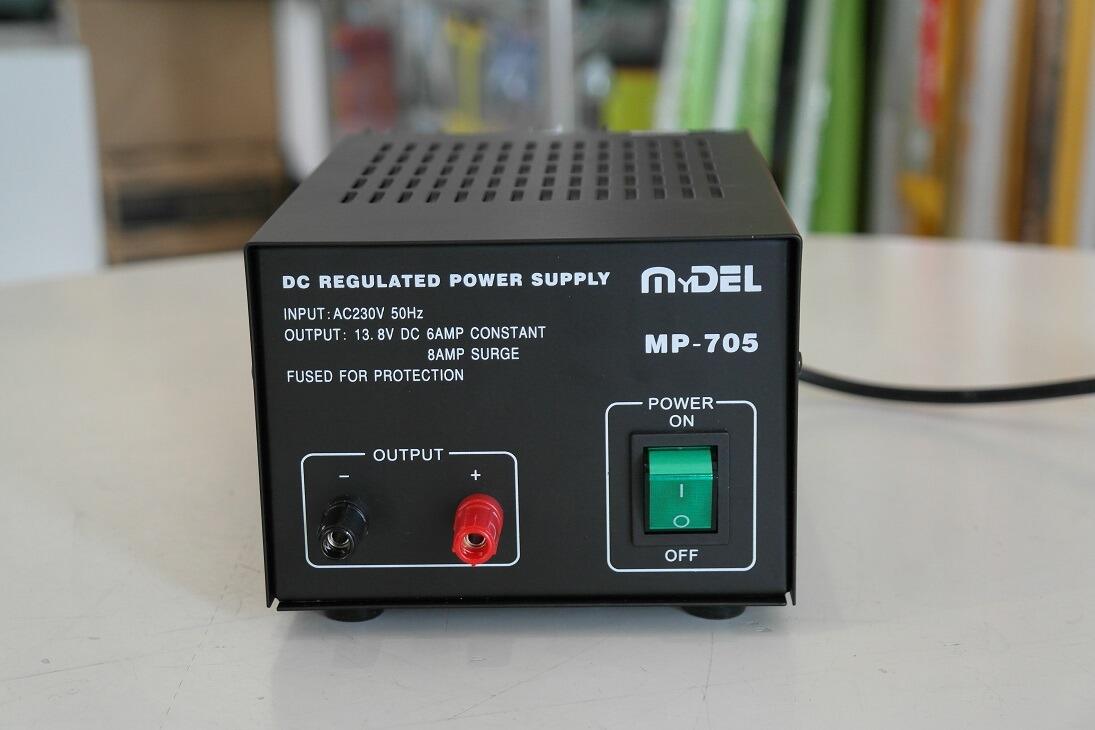 DC REGULATED POWER SUPPLY
MyDEL
INPUT:AC230V 50Hz
OUTPUT: 13.8V DC 6AMP CONSTANT
8AMP SURGE
MP-705
FUSED FOR PROTECTION
POWER
ON
OUTPUT
− +
I
O
OFF